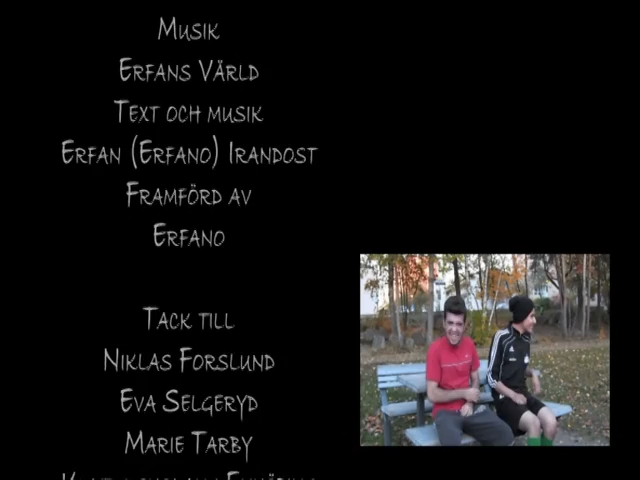 Musik
Erfans Värld
Text och musik
Erfan (Erfano) Irandost
Framförd av
Erfano
Tack till
Niklas Forslund
Eva Selgeryd
Marie Tarby